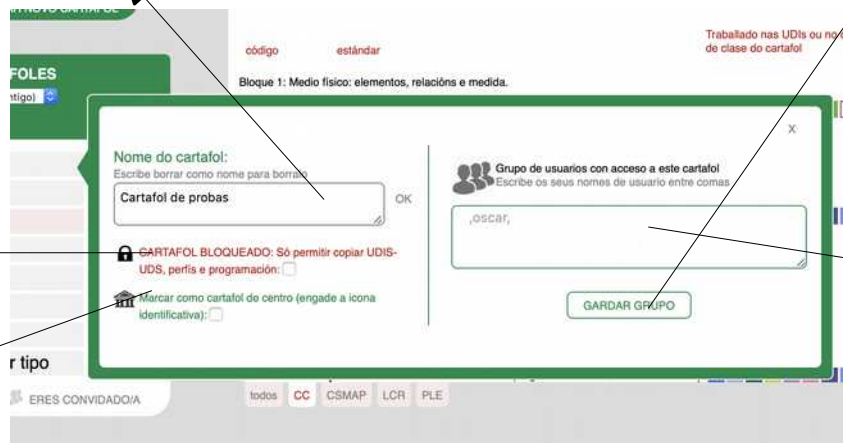 NOVO CARTAFOL
código estándar
Traballado nas UDIs ou no
de clase do cartafol
FOLES
ntigo)
Bloque 1: Medio físico: elementos, relacións e medida.
X
Nome do cartafol:
Escribe borrar como nome para borralo
Cartafol de probas
OK
CARTAFOL BLOQUEADO: Só permitir copiar UDIS-
UDS, perfís e programación:
Marcar como cartafol de centro (engade a icona
identificativa):
Grupo de usuarios con acceso a este cartafol
Escribe os seus nomes de usuario entre comas
,oscar,
GARDAR GRUPO
r tipo
ERES CONVIDADO/A
todos CC CSMAP LCR PLE